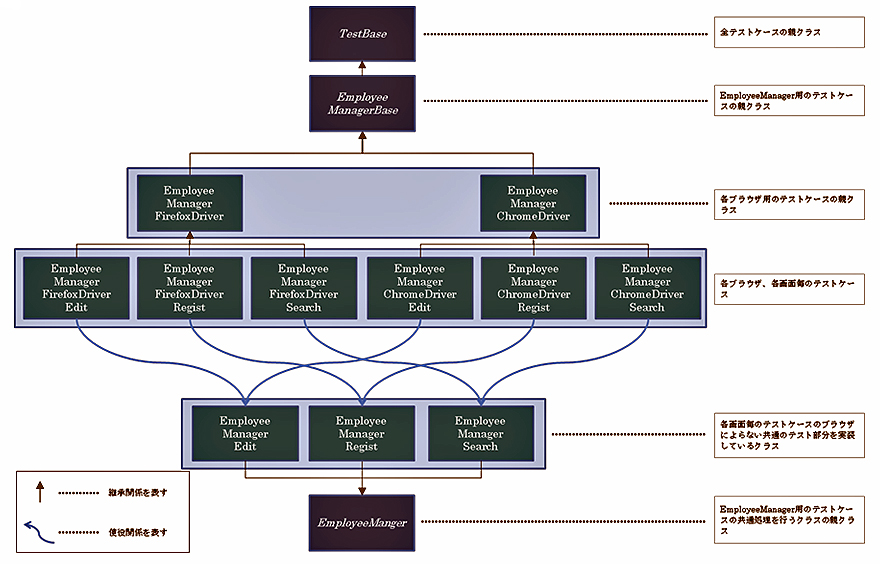 TestBase
全テストケースの親クラス
Employee
ManagerBase
EmployeeManager用のテストケー
スの親クラス
Employee
Manager
FirefoxDriver
Employee
Manager
ChromeDriver
各ブラウザ用のテストケースの親ク
ラス
Employee
Manager
FirefoxDriver
Edit
Employee
Manager
FirefoxDriver
Regist
Employee
Manager
FirefoxDriver
Search
Employee
Manager
ChromeDriver
Edit
Employee
Manager
ChromeDriver
Regist
Employee
Manager
ChromeDriver
Search
各ブラウザ、各画面毎のテストケー
ス
Employee
Manager
Edit
Employee
Manager
Regist
Employee
Manager
Search
各画面毎のテストケースのブラウザ
によらない共通のテスト部分を実装
しているクラス
継承関係を表す
使役関係を表す
EmployeeManger
EmployeeManager用のテストケー
スの共通処理を行うクラスの親クラ
ス